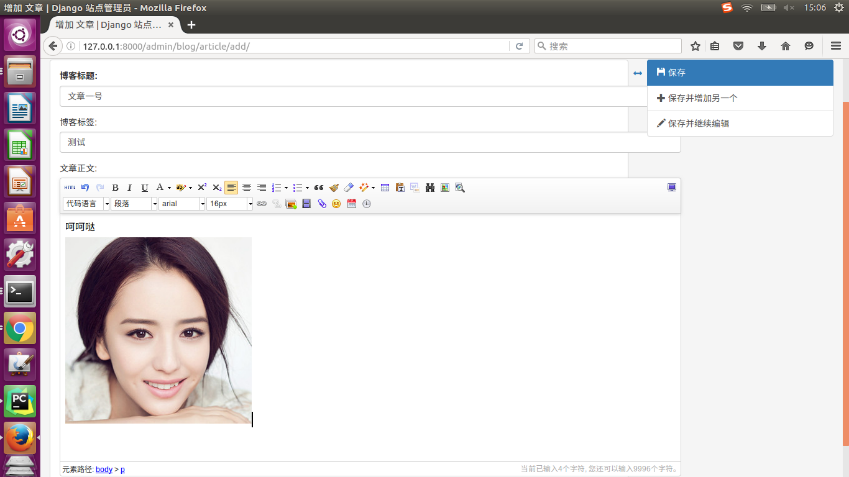 增加 文章 | Django 站点管理员 - Mozilla Firefox
15:06
增加 文章 | Django 站点…
127.0.0.1:8000/admin/blog/article/add/
搜索
博客标题:
保存
文章一号
保存并增加另一个
博客标签:
保存并继续编辑
测试
文章正文:
HTML B I U A X² X₂
代码语言 段落 arial 16px
呵呵哒
元素路径: body > p
当前已输入4个字符, 您还可以输入9996个字符。